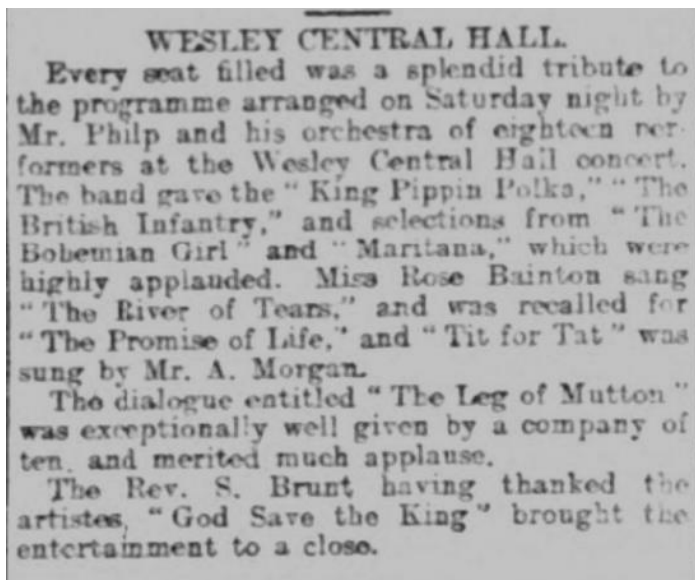 WESLEY CENTRAL HALL.
Every seat filled was a splendid tribute to
the programme arranged on Saturday night by
Mr. Philp and his orchestra of eighteen per-
formers at the Wesley Central Hall concert.
The band gave the "King Pippin Polka," "The
British Infantry," and selections from "The
Bohemian Girl" and "Maritana," which were
highly applauded. Miss Rose Bainton sang
"The River of Tears," and was recalled for
"The Promise of Life," and "Tit for Tat" was
sung by Mr. A. Morgan.
The dialogue entitled "The Leg of Mutton"
was exceptionally well given by a company of
ten, and merited much applause.
The Rev. S. Brunt having thanked the
artistes, "God Save the King" brought the
entertainment to a close.